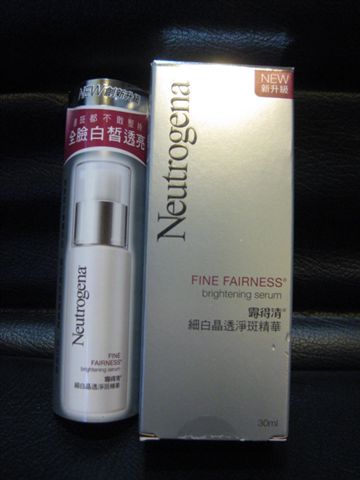 NEW創新升級
全臉白皙透亮
Neutrogena
FINE
FAIRNESS®
brightening serum
露得清®
細白晶透淨斑精華
NEW
新升級
Neutrogena
FINE FAIRNESS®
brightening serum
露得清®
細白晶透淨斑精華
30ml